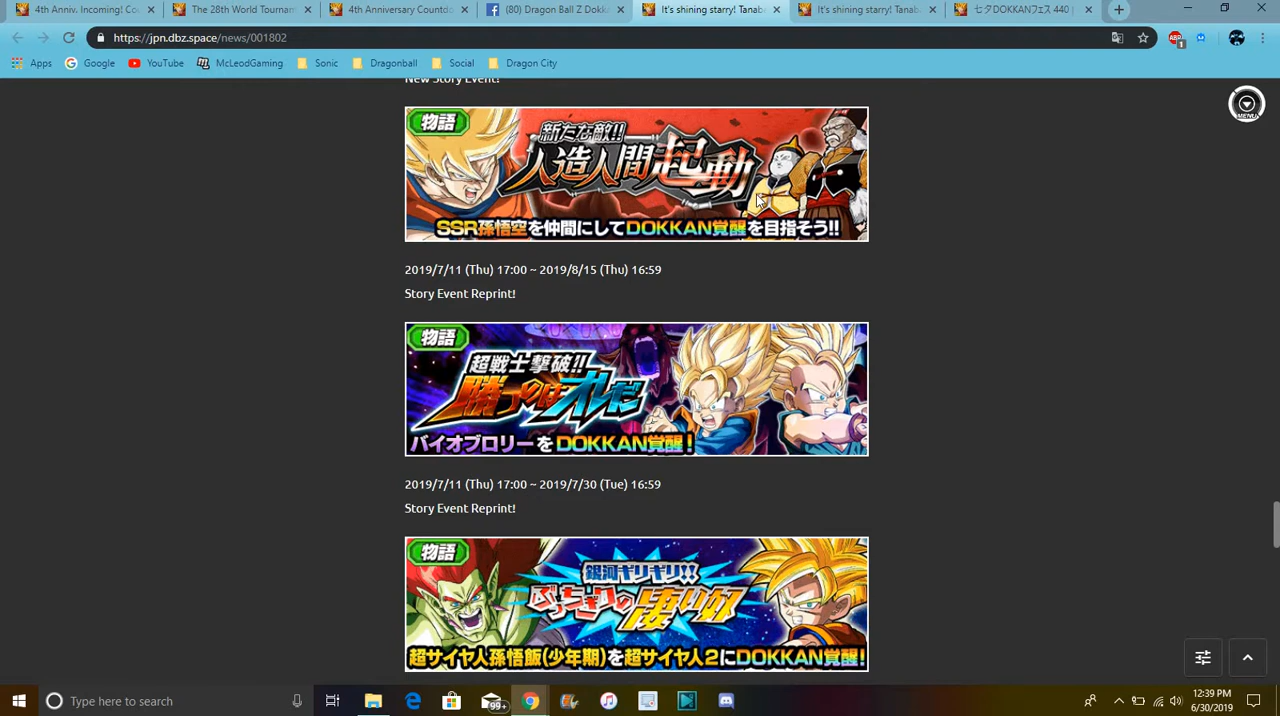 4th Anniv. Incoming! Co
The 28th World Tournam
4th Anniversary Countdo
(80) Dragon Ball Z Dokk
It's shining starry! Tanab
It's shining starry! Tanab
七夕DOKKANフェス 440
https://jpn.dbz.space/news/001802
ABP
1
Apps
Google
YouTube
McLeodGaming
Sonic
Dragonball
Social
Dragon City
New Story Event!
MENU
物語
新たな敵!!
人造人間起動
SSR孫悟空を仲間にしてDOKKAN覚醒を目指そう!!
2019/7/11 (Thu) 17:00 ~ 2019/8/15 (Thu) 16:59
Story Event Reprint!
物語
超戦士撃破!!
勝つのはオレだ
バイオブロリーをDOKKAN覚醒!
2019/7/11 (Thu) 17:00 ~ 2019/7/30 (Tue) 16:59
Story Event Reprint!
物語
銀河ギリギリ!!
ぶっちぎりの凄い奴
超サイヤ人孫悟飯(少年期)を超サイヤ人2にDOKKAN覚醒!
Type here to search
99+
12:39 PM
6/30/2019